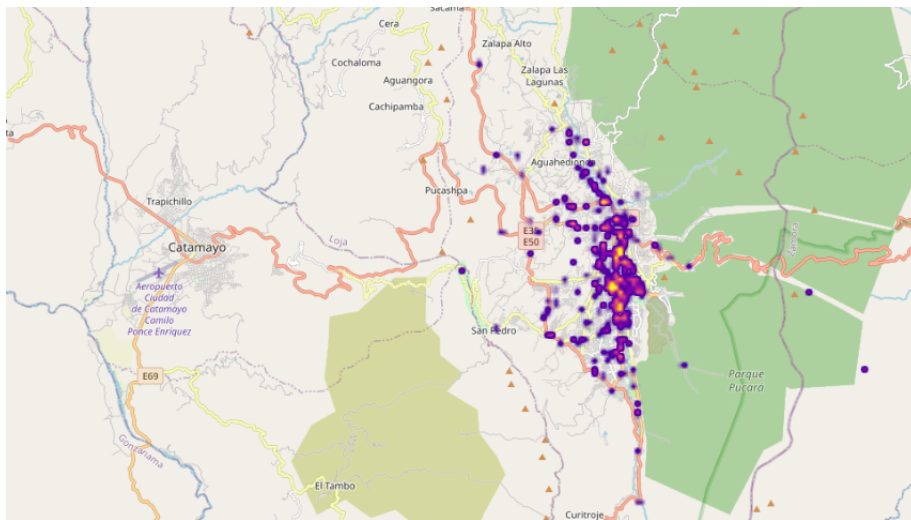 Sacama
Cera
Zalapa Alto
Cochaloma
Zalapa Las
Lagunas
Aguangora
Cachipamba
Aguahedionda
Pucashpa
Trapichillo
E35
E50
Loja
Catamayo
Zamora
Aeropuerto
Ciudad
de Catamayo
Camilo
Ponce Enríquez
San Pedro
E69
Parque
Pucará
Gonzanamá
El Tambo
Curitroje